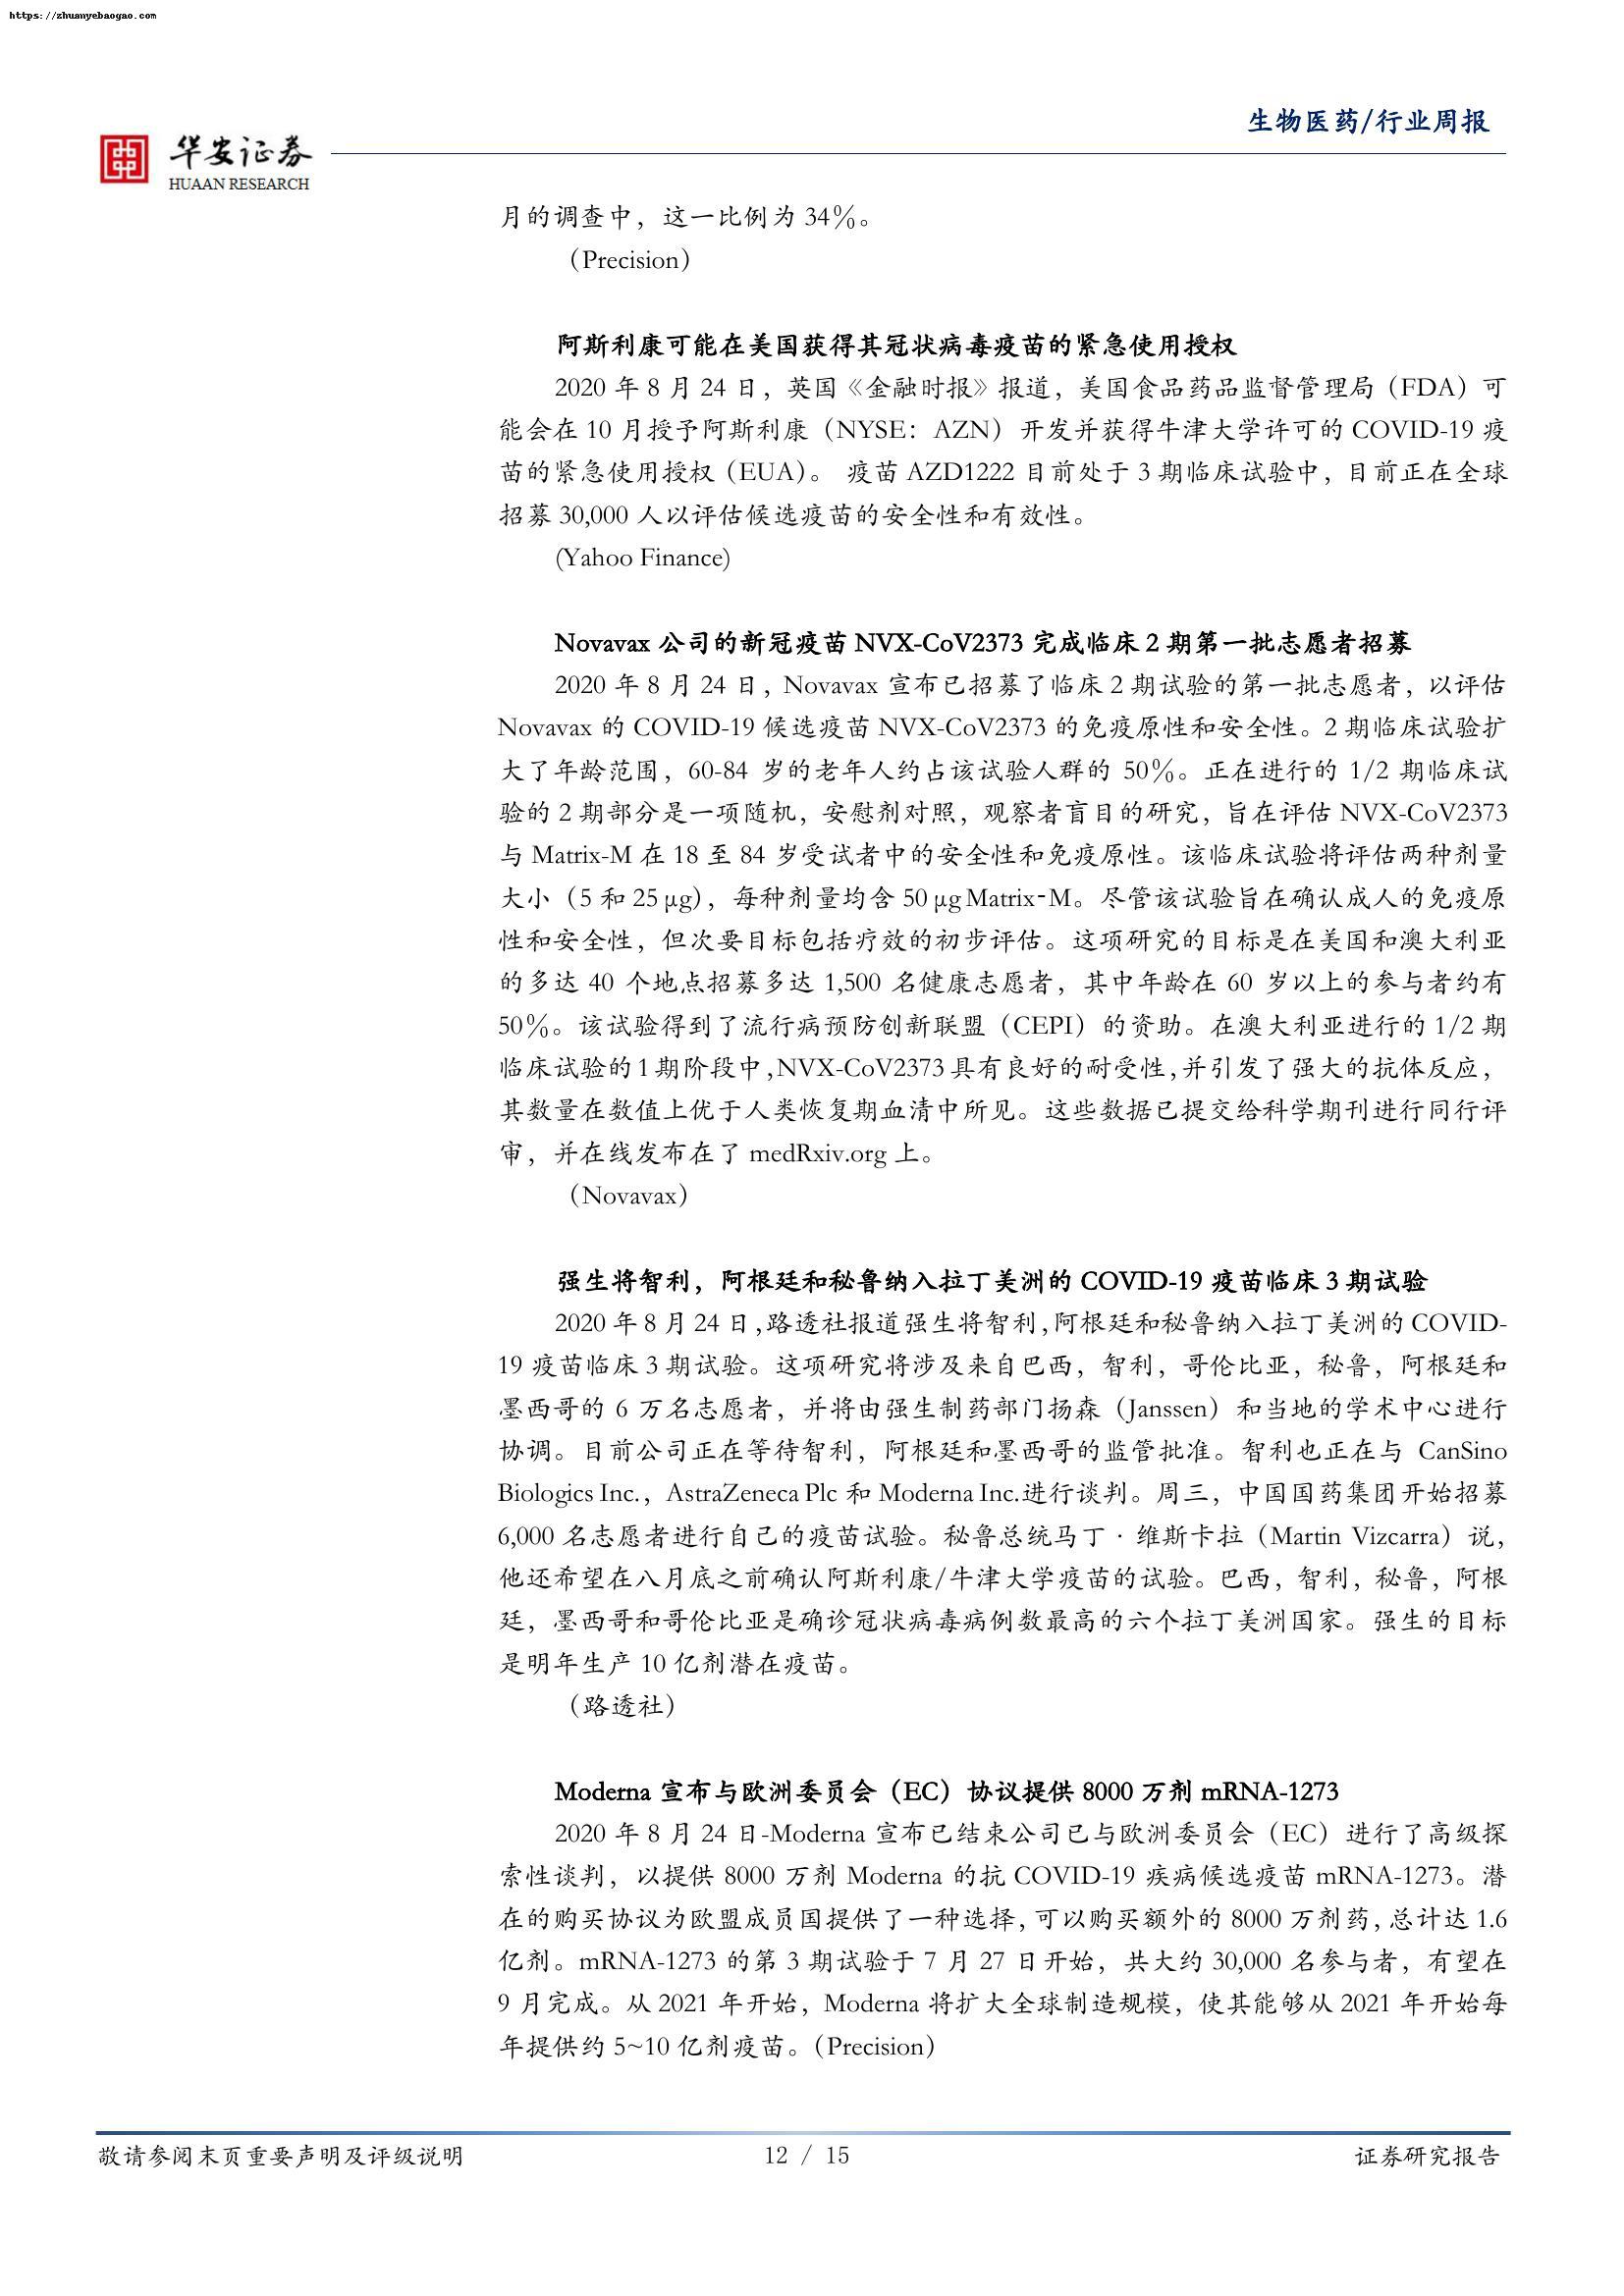 https://zhuanyebaogao.com
生物医药/行业周报
华安证券
HUAAN RESEARCH
月的调查中，这一比例为 34%。
（Precision）
阿斯利康可能在美国获得其冠状病毒疫苗的紧急使用授权
2020 年 8 月 24 日，英国《金融时报》报道，美国食品药品监督管理局（FDA）可
能会在 10 月授予阿斯利康（NYSE：AZN）开发并获得牛津大学许可的 COVID-19 疫
苗的紧急使用授权（EUA）。 疫苗 AZD1222 目前处于 3 期临床试验中，目前正在全球
招募 30,000 人以评估候选疫苗的安全性和有效性。
(Yahoo Finance)
Novavax 公司的新冠疫苗 NVX-CoV2373 完成临床 2 期第一批志愿者招募
2020 年 8 月 24 日，Novavax 宣布已招募了临床 2 期试验的第一批志愿者，以评估
Novavax 的 COVID-19 候选疫苗 NVX-CoV2373 的免疫原性和安全性。2 期临床试验扩
大了年龄范围，60-84 岁的老年人约占该试验人群的 50%。正在进行的 1/2 期临床试
验的 2 期部分是一项随机，安慰剂对照，观察者盲目的研究，旨在评估 NVX-CoV2373
与 Matrix-M 在 18 至 84 岁受试者中的安全性和免疫原性。该临床试验将评估两种剂量
大小（5 和 25 µg)，每种剂量均含 50 µg Matrix-M。尽管该试验旨在确认成人的免疫原
性和安全性，但次要目标包括疗效的初步评估。这项研究的目标是在美国和澳大利亚
的多达 40 个地点招募多达 1,500 名健康志愿者，其中年龄在 60 岁以上的参与者约有
50%。该试验得到了流行病预防创新联盟（CEPI）的资助。在澳大利亚进行的 1/2 期
临床试验的 1 期阶段中，NVX-CoV2373 具有良好的耐受性，并引发了强大的抗体反应，
其数量在数值上优于人类恢复期血清中所见。这些数据已提交给科学期刊进行同行评
审，并在线发布在了 medRxiv.org 上。
（Novavax）
强生将智利，阿根廷和秘鲁纳入拉丁美洲的 COVID-19 疫苗临床 3 期试验
2020 年 8 月 24 日，路透社报道强生将智利，阿根廷和秘鲁纳入拉丁美洲的 COVID-
19 疫苗临床 3 期试验。这项研究将涉及来自巴西，智利，哥伦比亚，秘鲁，阿根廷和
墨西哥的 6 万名志愿者，并将由强生制药部门扬森（Janssen）和当地的学术中心进行
协调。目前公司正在等待智利，阿根廷和墨西哥的监管批准。智利也正在与 CanSino
Biologics Inc.，AstraZeneca Plc 和 Moderna Inc.进行谈判。周三，中国国药集团开始招募
6,000 名志愿者进行自己的疫苗试验。秘鲁总统马丁·维斯卡拉（Martin Vizcarra）说，
他还希望在八月底之前确认阿斯利康/牛津大学疫苗的试验。巴西，智利，秘鲁，阿根
廷，墨西哥和哥伦比亚是确诊冠状病毒病例数最高的六个拉丁美洲国家。强生的目标
是明年生产 10 亿剂潜在疫苗。
（路透社）
Moderna 宣布与欧洲委员会（EC）协议提供 8000 万剂 mRNA-1273
2020 年 8 月 24 日-Moderna 宣布已结束公司已与欧洲委员会（EC）进行了高级探
索性谈判，以提供 8000 万剂 Moderna 的抗 COVID-19 疾病候选疫苗 mRNA-1273。潜
在的购买协议为欧盟成员国提供了一种选择，可以购买额外的 8000 万剂药，总计达 1.6
亿剂。mRNA-1273 的第 3 期试验于 7 月 27 日开始，共大约 30,000 名参与者，有望在
9 月完成。从 2021 年开始，Moderna 将扩大全球制造规模，使其能够从 2021 年开始每
年提供约 5~10 亿剂疫苗。（Precision）
敬请参阅末页重要声明及评级说明
12 / 15
证券研究报告